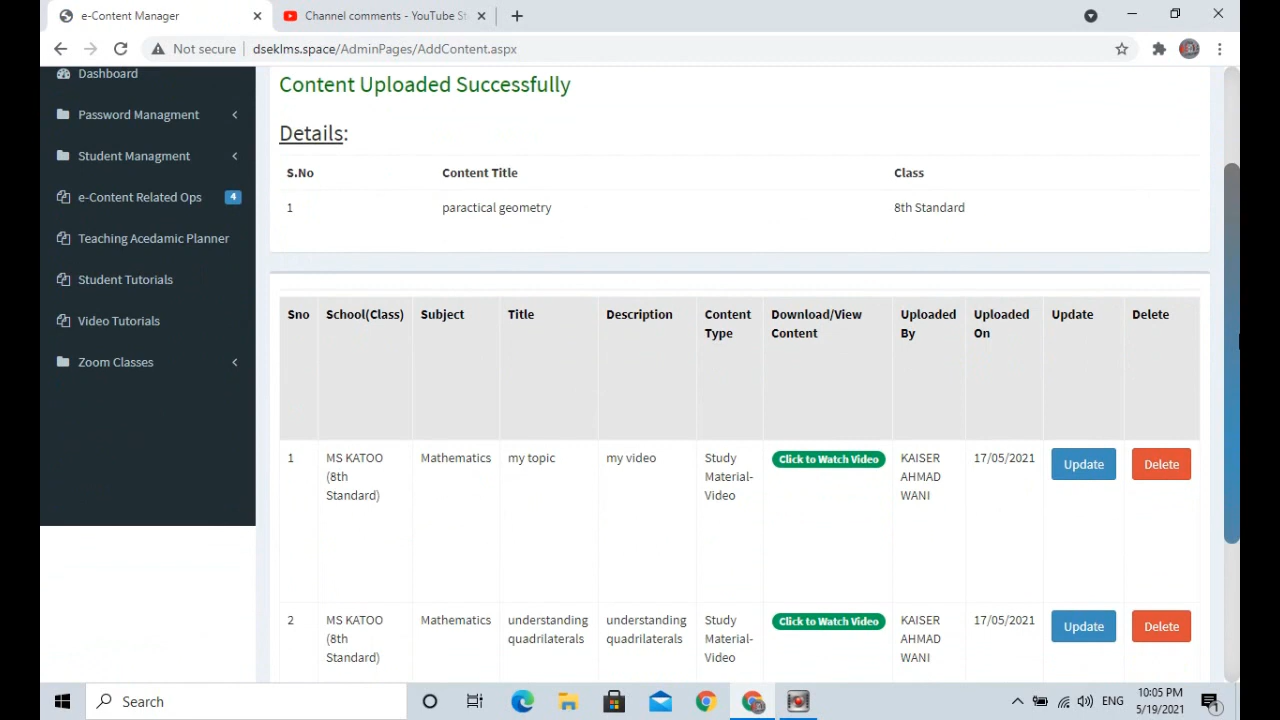 e-Content Manager
Channel comments - YouTube St
Not secure
dseklms.space/AdminPages/AddContent.aspx
Dashboard
Password Managment
Student Managment
e-Content Related Ops 4
Teaching Acedamic Planner
Student Tutorials
Video Tutorials
Zoom Classes
Content Uploaded Successfully
Details:
S.No Content Title Class
1 paractical geometry 8th Standard
Sno School(Class) Subject Title Description Content Download/View Uploaded Uploaded Update Delete
Type Content By On
1 MS KATOO Mathematics my topic my video Study Click to Watch Video KAISER 17/05/2021 Update Delete
(8th Material- AHMAD
Standard) Video WANI
2 MS KATOO Mathematics understanding understanding Study Click to Watch Video KAISER 17/05/2021 Update Delete
(8th quadrilaterals quadrilaterals Material- AHMAD
Standard) Video WANI
Search
ENG
10:05 PM
5/19/2021
1